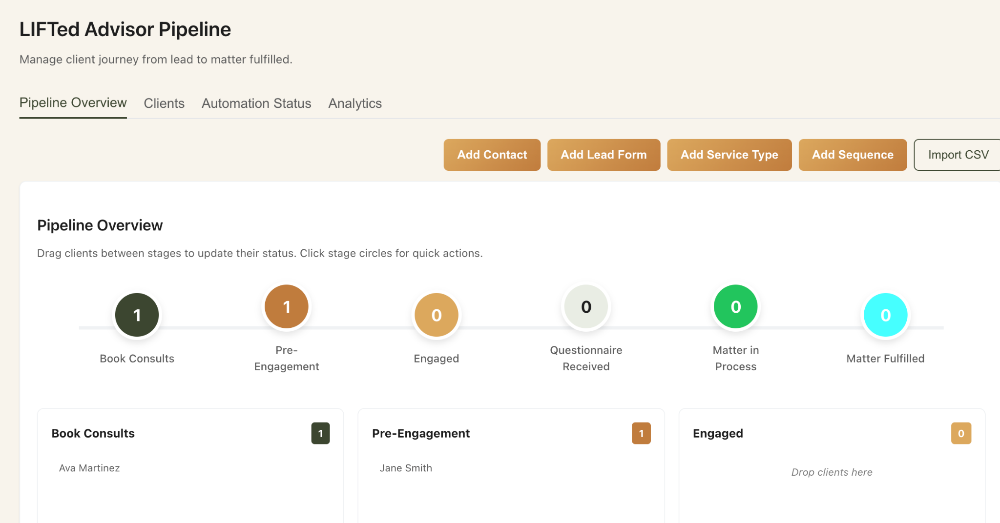 LIFTed Advisor Pipeline
Manage client journey from lead to matter fulfilled.
Pipeline Overview
Clients
Automation Status
Analytics
Add Contact
Add Lead Form
Add Service Type
Add Sequence
Import CSV
Pipeline Overview
Drag clients between stages to update their status. Click stage circles for quick actions.
1
Book Consults
1
Pre-
Engagement
0
Engaged
0
Questionnaire
Received
0
Matter in
Process
0
Matter Fulfilled
Book Consults
1
Ava Martinez
Pre-Engagement
1
Jane Smith
Engaged
0
Drop clients here